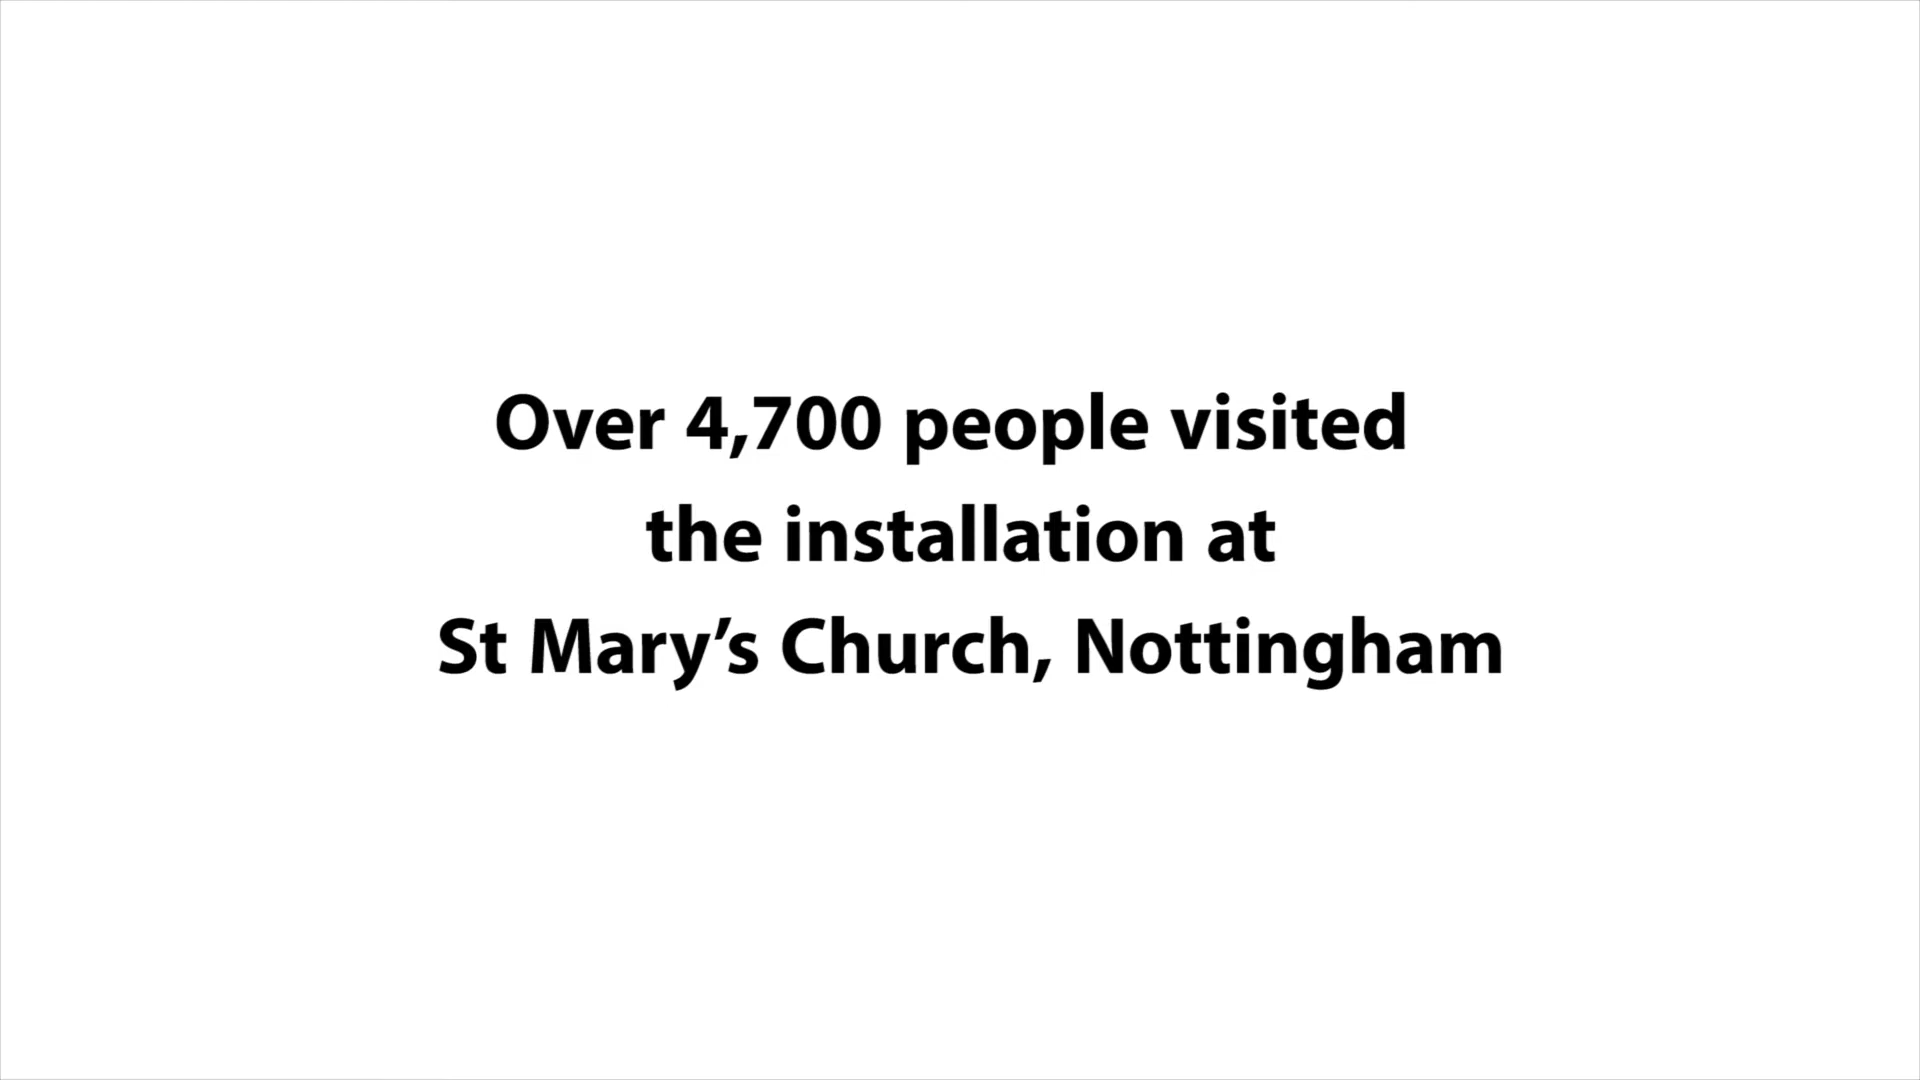 Over 4,700 people visited
the installation at
St Mary’s Church, Nottingham